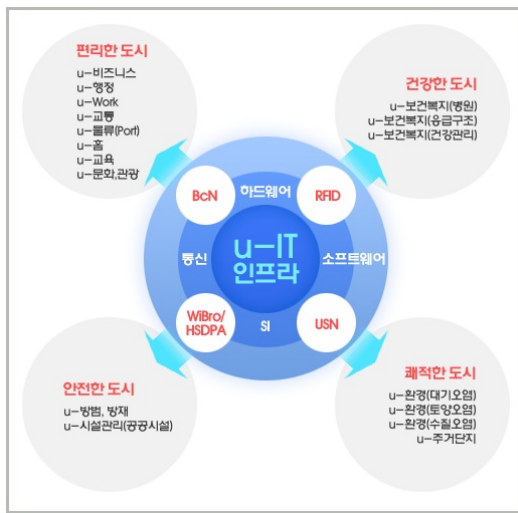 편리한 도시
u-비즈니스
u-행정
u-Work
u-교통
u-물류(Port)
u-홈
u-교육
u-문화,관광
건강한 도시
u-보건복지(병원)
u-보건복지(응급구조)
u-보건복지(건강관리)
BcN
하드웨어
RFID
통신
u-IT
인프라
소프트웨어
WiBro/
HSDPA
SI
USN
안전한 도시
u-방범, 방재
u-시설관리(공공시설)
쾌적한 도시
u-환경(대기오염)
u-환경(토양오염)
u-환경(수질오염)
u-주거단지